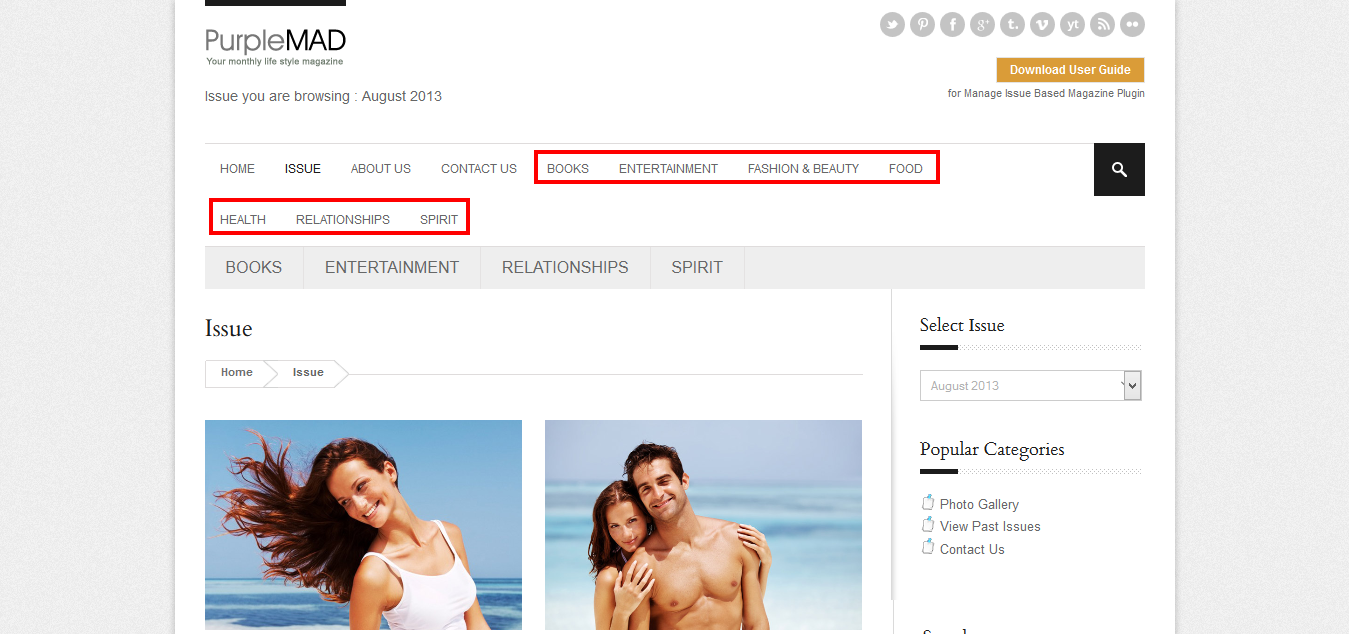 PurpleMAD
Your monthly life style magazine
Issue you are browsing : August 2013
Download User Guide
for Manage Issue Based Magazine Plugin
HOME ISSUE ABOUT US CONTACT US BOOKS ENTERTAINMENT FASHION & BEAUTY FOOD
HEALTH RELATIONSHIPS SPIRIT
BOOKS ENTERTAINMENT RELATIONSHIPS SPIRIT
Issue
Home Issue
Select Issue
August 2013
Popular Categories
Photo Gallery
View Past Issues
Contact Us